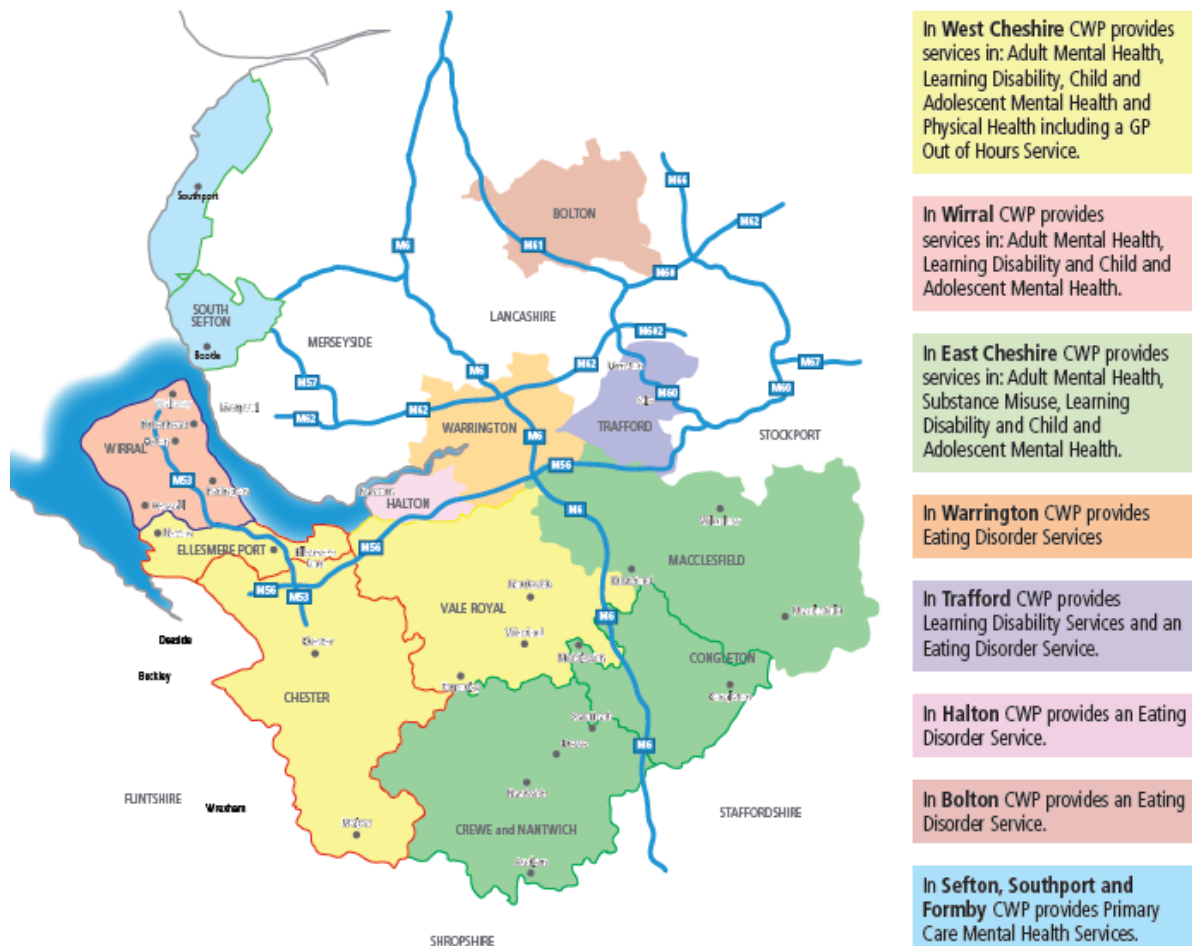 Southport
SOUTH
SEFTON
Bootle
MERSEYSIDE
LANCASHIRE
BOLTON
M6
M61
M66
M62
M60
M602
M62
M67
M60
M57
M62
M62
M6
M60
WARRINGTON
TRAFFORD
STOCKPORT
M6
M56
WIRRAL
M53
HALTON
ELLESMERE PORT
M56
M56
M53
M6
MACCLESFIELD
VALE ROYAL
M6
CONGLETON
Deeside
Buckley
Chester
CHESTER
M6
FLINTSHIRE
Wrexham
CREWE and NANTWICH
STAFFORDSHIRE
SHROPSHIRE
In West Cheshire CWP provides
services in: Adult Mental Health,
Learning Disability, Child and
Adolescent Mental Health and
Physical Health including a GP
Out of Hours Service.
In Wirral CWP provides
services in: Adult Mental Health,
Learning Disability and Child and
Adolescent Mental Health.
In East Cheshire CWP provides
services in: Adult Mental Health,
Substance Misuse, Learning
Disability and Child and
Adolescent Mental Health.
In Warrington CWP provides
Eating Disorder Services
In Trafford CWP provides
Learning Disability Services and an
Eating Disorder Service.
In Halton CWP provides an Eating
Disorder Service.
In Bolton CWP provides an Eating
Disorder Service.
In Sefton, Southport and
Formby CWP provides Primary
Care Mental Health Services.